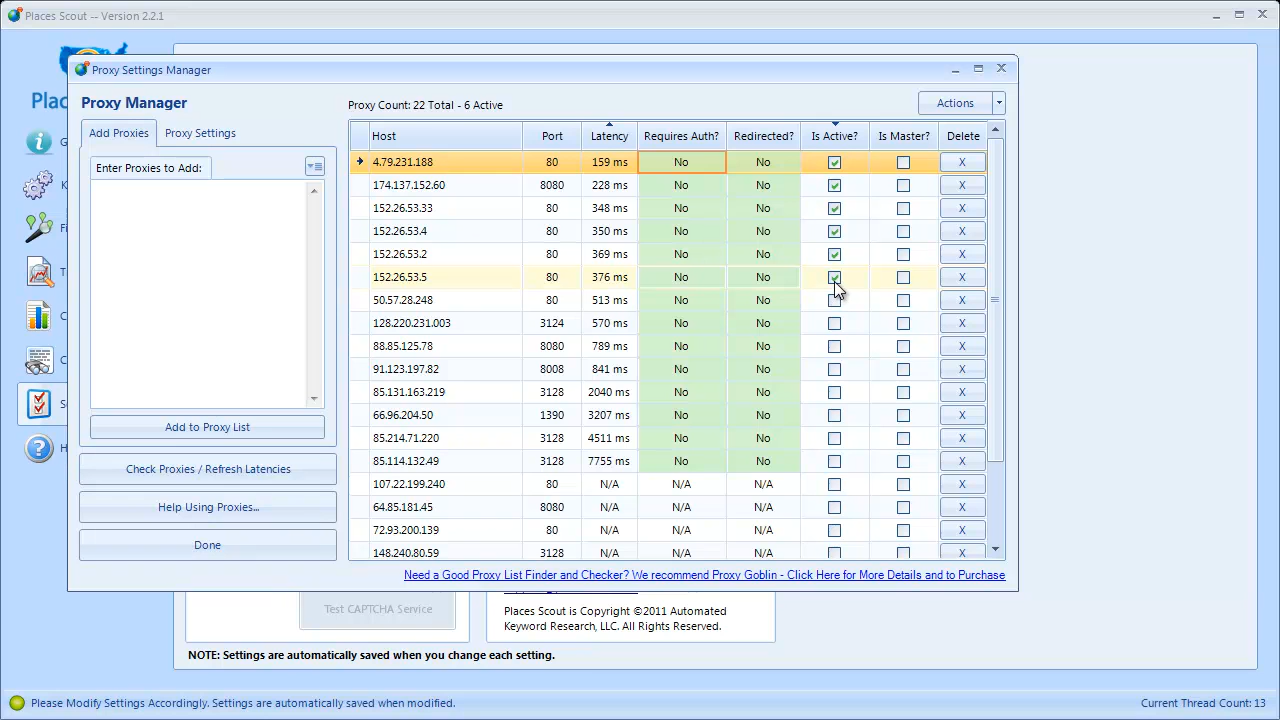 Places Scout -- Version 2.2.1
Proxy Settings Manager
Proxy Manager
Proxy Count: 22 Total - 6 Active
Actions
Add Proxies Proxy Settings
Enter Proxies to Add:
Add to Proxy List
Check Proxies / Refresh Latencies
Help Using Proxies...
Done
Host Port Latency Requires Auth? Redirected? Is Active? Is Master? Delete
4.79.231.188 80 159 ms No No X
174.137.152.60 8080 228 ms No No X
152.26.53.33 80 348 ms No No X
152.26.53.4 80 350 ms No No X
152.26.53.2 80 369 ms No No X
152.26.53.5 80 376 ms No No X
50.57.28.248 80 513 ms No No X
128.220.231.003 3124 570 ms No No X
88.85.125.78 8080 789 ms No No X
91.123.197.82 8008 841 ms No No X
85.131.163.219 3128 2040 ms No No X
66.96.204.50 1390 3207 ms No No X
85.214.71.220 3128 4511 ms No No X
85.114.132.49 3128 7755 ms No No X
107.22.199.240 80 N/A N/A N/A X
64.85.181.45 8080 N/A N/A N/A X
72.93.200.139 80 N/A N/A N/A X
148.240.80.59 3128 N/A N/A N/A X
Need a Good Proxy List Finder and Checker? We recommend Proxy Goblin - Click Here for More Details and to Purchase
Test CAPTCHA Service
Places Scout is Copyright ©2011 Automated
Keyword Research, LLC. All Rights Reserved.
NOTE: Settings are automatically saved when you change each setting.
Please Modify Settings Accordingly. Settings are automatically saved when modified.
Current Thread Count: 13